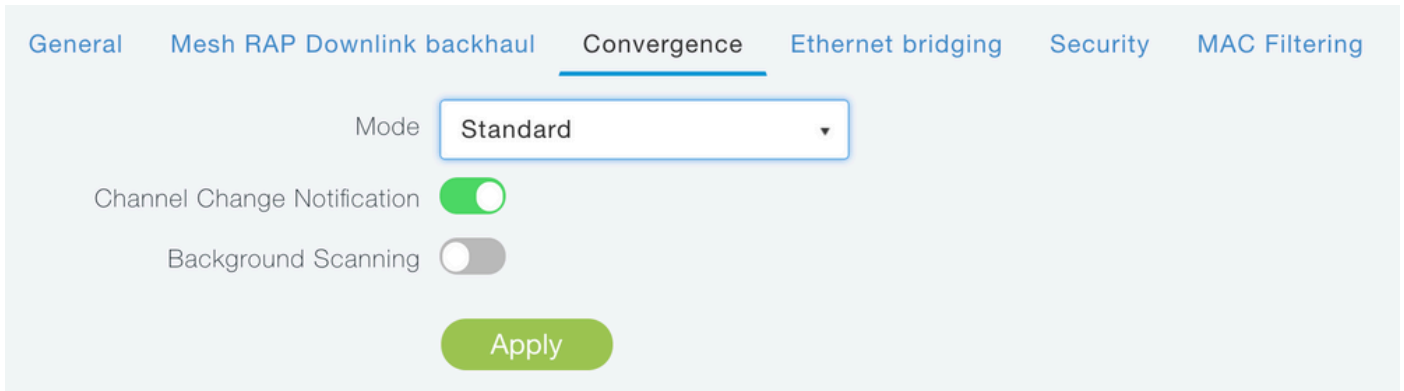 General Mesh RAP Downlink backhaul Convergence Ethernet bridging Security MAC Filtering
Mode Standard
Channel Change Notification
Background Scanning
Apply